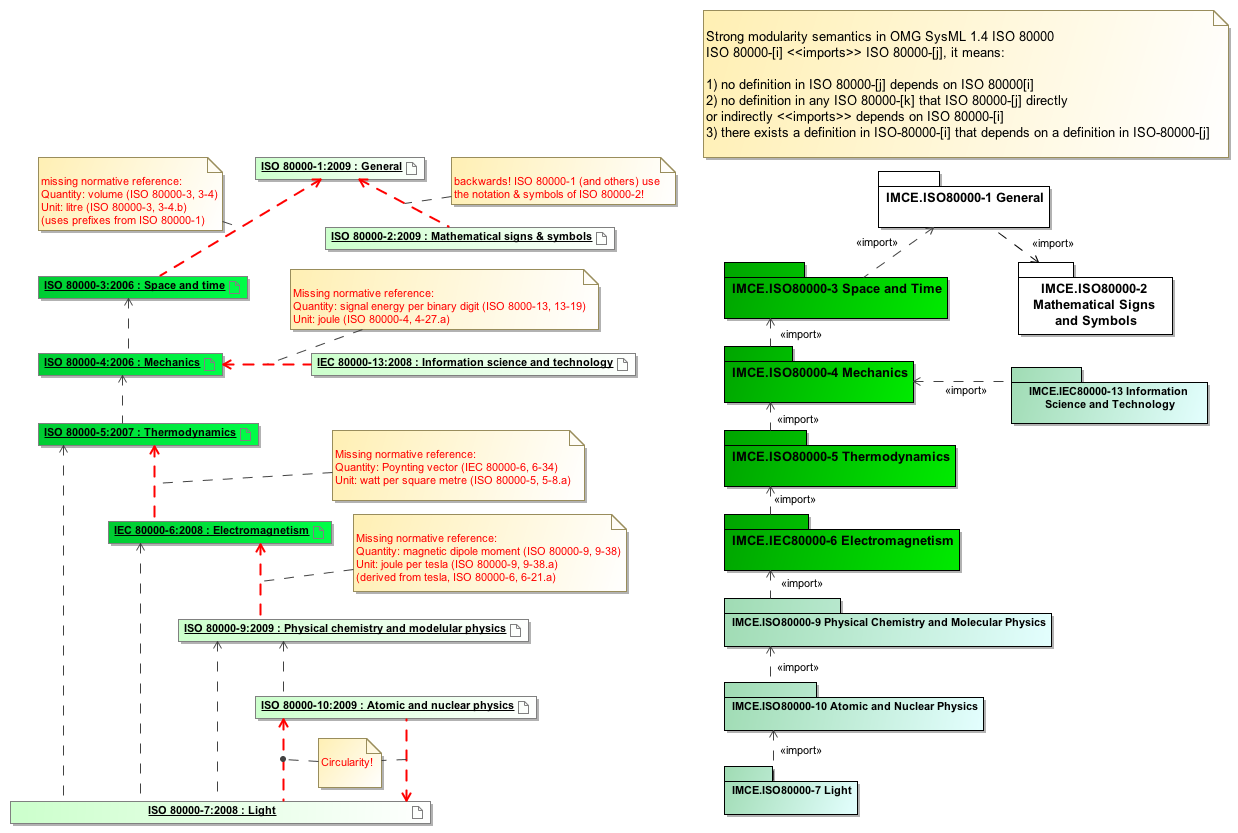 Strong modularity semantics in OMG SysML 1.4 ISO 80000
ISO 80000-[i] <<imports>> ISO 80000-[j], it means:
1) no definition in ISO 80000-[j] depends on ISO 80000[i]
2) no definition in any ISO 80000-[k] that ISO 80000-[j] directly
or indirectly <<imports>> depends on ISO 80000-[i]
3) there exists a definition in ISO-80000-[i] that depends on a definition in ISO-80000-[j]
missing normative reference:
Quantity: volume (ISO 80000-3, 3-4)
Unit: litre (ISO 80000-3, 3-4.b)
(uses prefixes from ISO 80000-1)
ISO 80000-1:2009 : General
backwards! ISO 80000-1 (and others) use
the notation & symbols of ISO 80000-2!
ISO 80000-2:2009 : Mathematical signs & symbols
ISO 80000-3:2006 : Space and time
Missing normative reference:
Quantity: signal energy per binary digit (ISO 8000-13, 13-19)
Unit: joule (ISO 80000-4, 4-27.a)
ISO 80000-4:2006 : Mechanics
IEC 80000-13:2008 : Information science and technology
ISO 80000-5:2007 : Thermodynamics
Missing normative reference:
Quantity: Poynting vector (IEC 80000-6, 6-34)
Unit: watt per square metre (ISO 80000-5, 5-8.a)
IEC 80000-6:2008 : Electromagnetism
Missing normative reference:
Quantity: magnetic dipole moment (ISO 80000-9, 9-38)
Unit: joule per tesla (ISO 80000-9, 9-38.a)
(derived from tesla, ISO 80000-6, 6-21.a)
ISO 80000-9:2009 : Physical chemistry and modelular physics
ISO 80000-10:2009 : Atomic and nuclear physics
Circularity!
ISO 80000-7:2008 : Light
IMCE.ISO80000-1 General
«import»
«import»
IMCE.ISO80000-3 Space and Time
IMCE.ISO80000-2
Mathematical Signs
and Symbols
«import»
IMCE.ISO80000-4 Mechanics
«import»
IMCE.IEC80000-13 Information
Science and Technology
«import»
IMCE.ISO80000-5 Thermodynamics
«import»
IMCE.IEC80000-6 Electromagnetism
«import»
IMCE.ISO80000-9 Physical Chemistry and Molecular Physics
«import»
IMCE.ISO80000-10 Atomic and Nuclear Physics
«import»
IMCE.ISO80000-7 Light